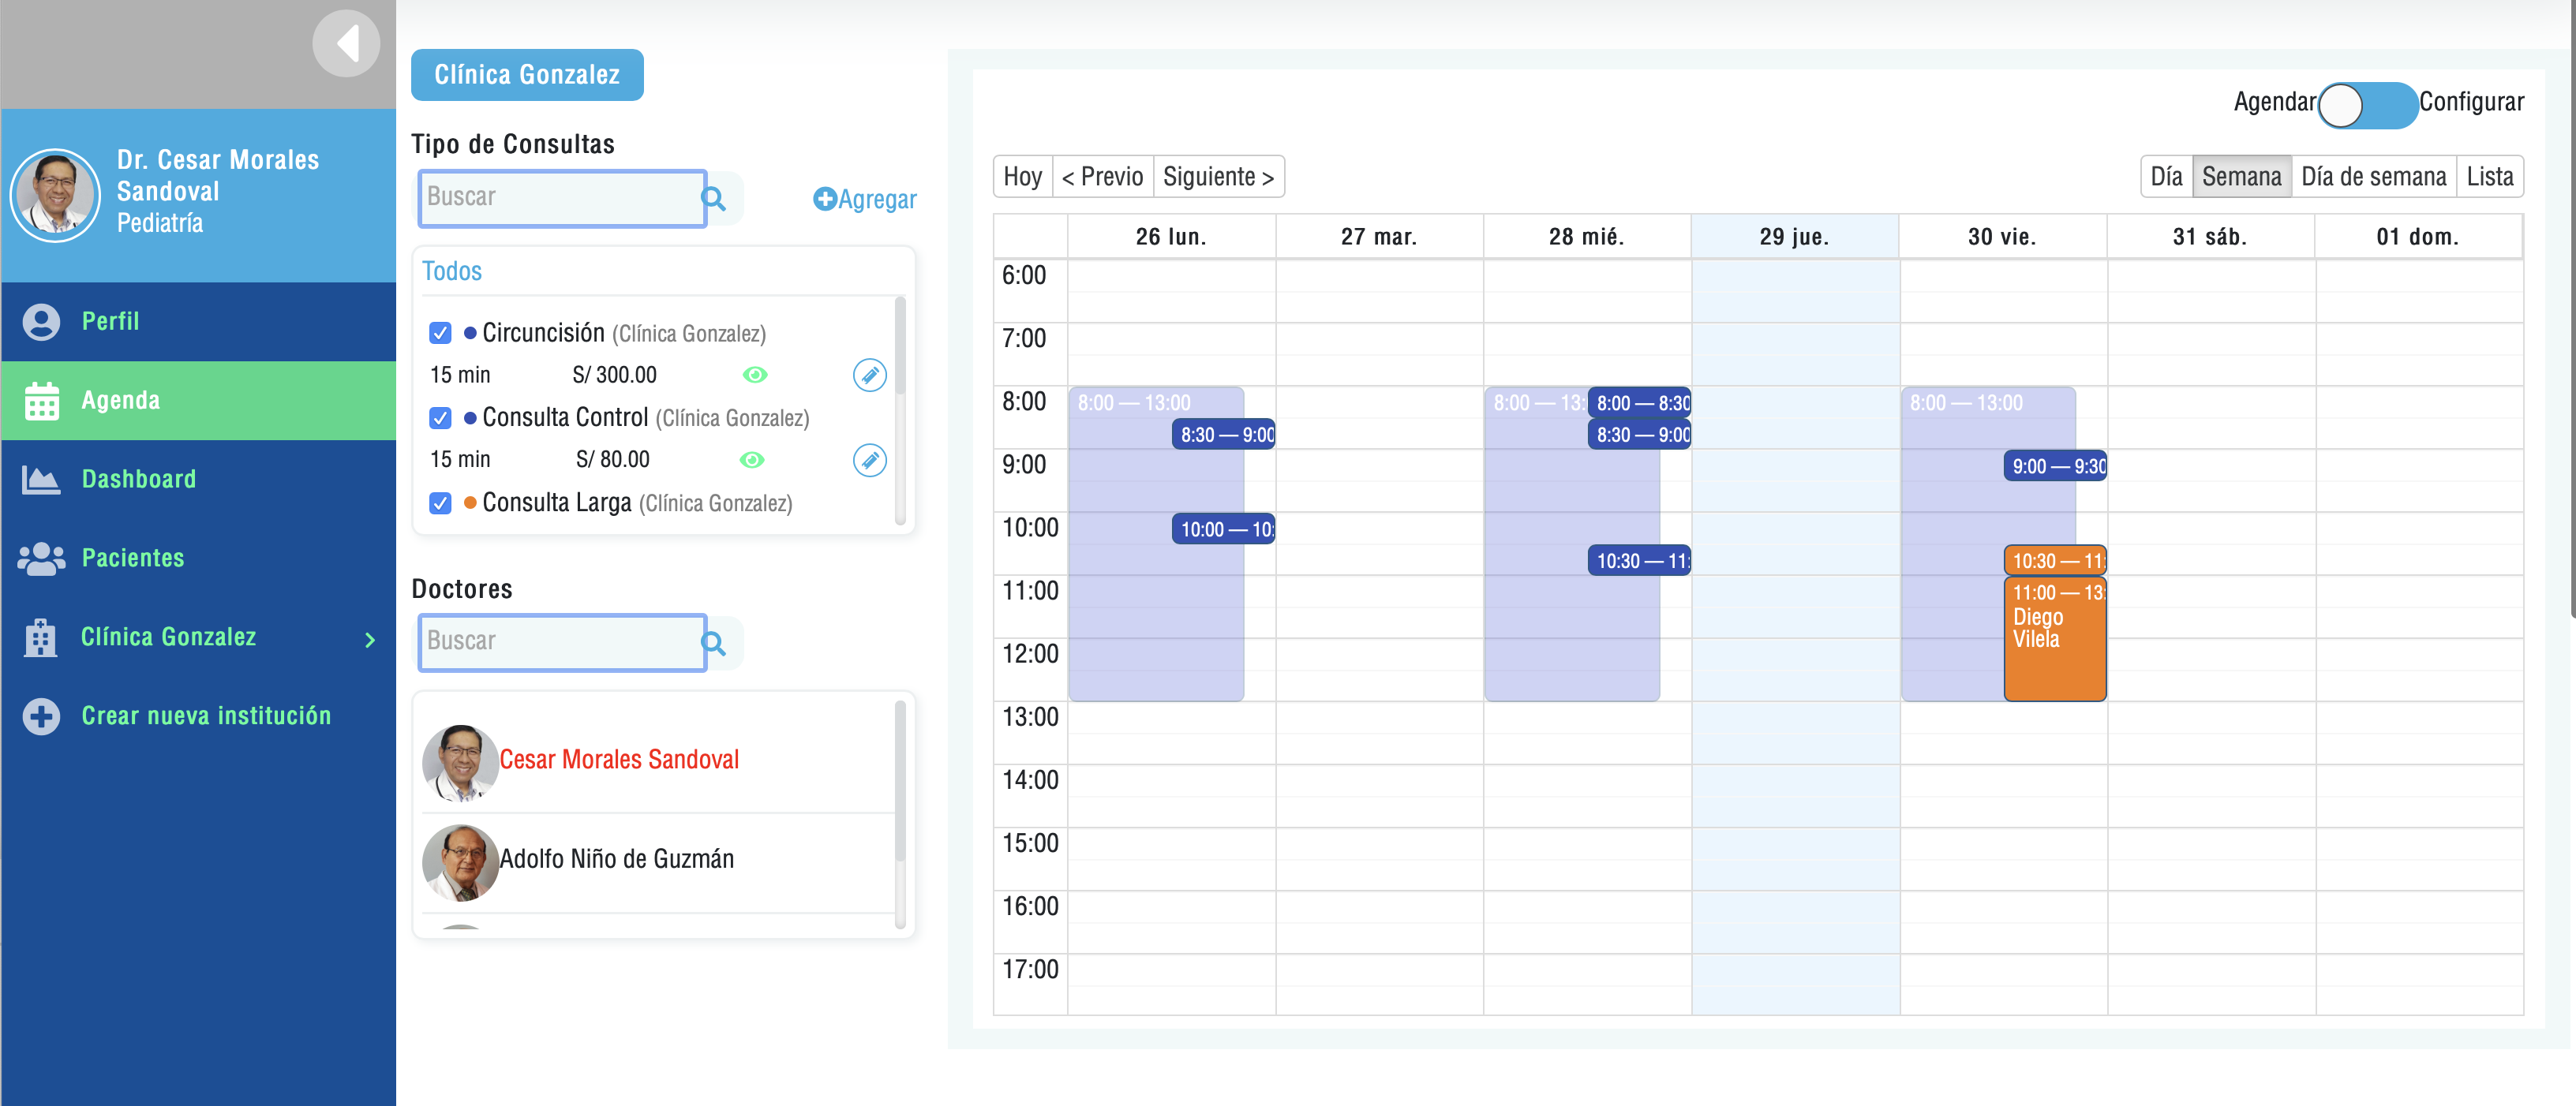 Dr. Cesar Morales
Sandoval
Pediatría
Perfil
Agenda
Dashboard
Pacientes
Clínica Gonzalez
Crear nueva institución
Clínica Gonzalez
Tipo de Consultas
Buscar
Agregar
Todos
Circuncisión (Clínica Gonzalez)
15 min S/ 300.00
Consulta Control (Clínica Gonzalez)
15 min S/ 80.00
Consulta Larga (Clínica Gonzalez)
Doctores
Buscar
Cesar Morales Sandoval
Adolfo Niño de Guzmán
Agendar Configurar
Hoy < Previo Siguiente >
Día Semana Día de semana Lista
26 lun. 27 mar. 28 mié. 29 jue. 30 vie. 31 sáb. 01 dom.
6:00
7:00
8:00
9:00
10:00
11:00
12:00
13:00
14:00
15:00
16:00
17:00
8:00 — 13:00
8:30 — 9:00
10:00 — 10:
8:00 — 13:
8:00 — 8:30
8:30 — 9:00
10:30 — 11:
8:00 — 13:00
9:00 — 9:30
10:30 — 11:
11:00 — 13:
Diego
Vilela